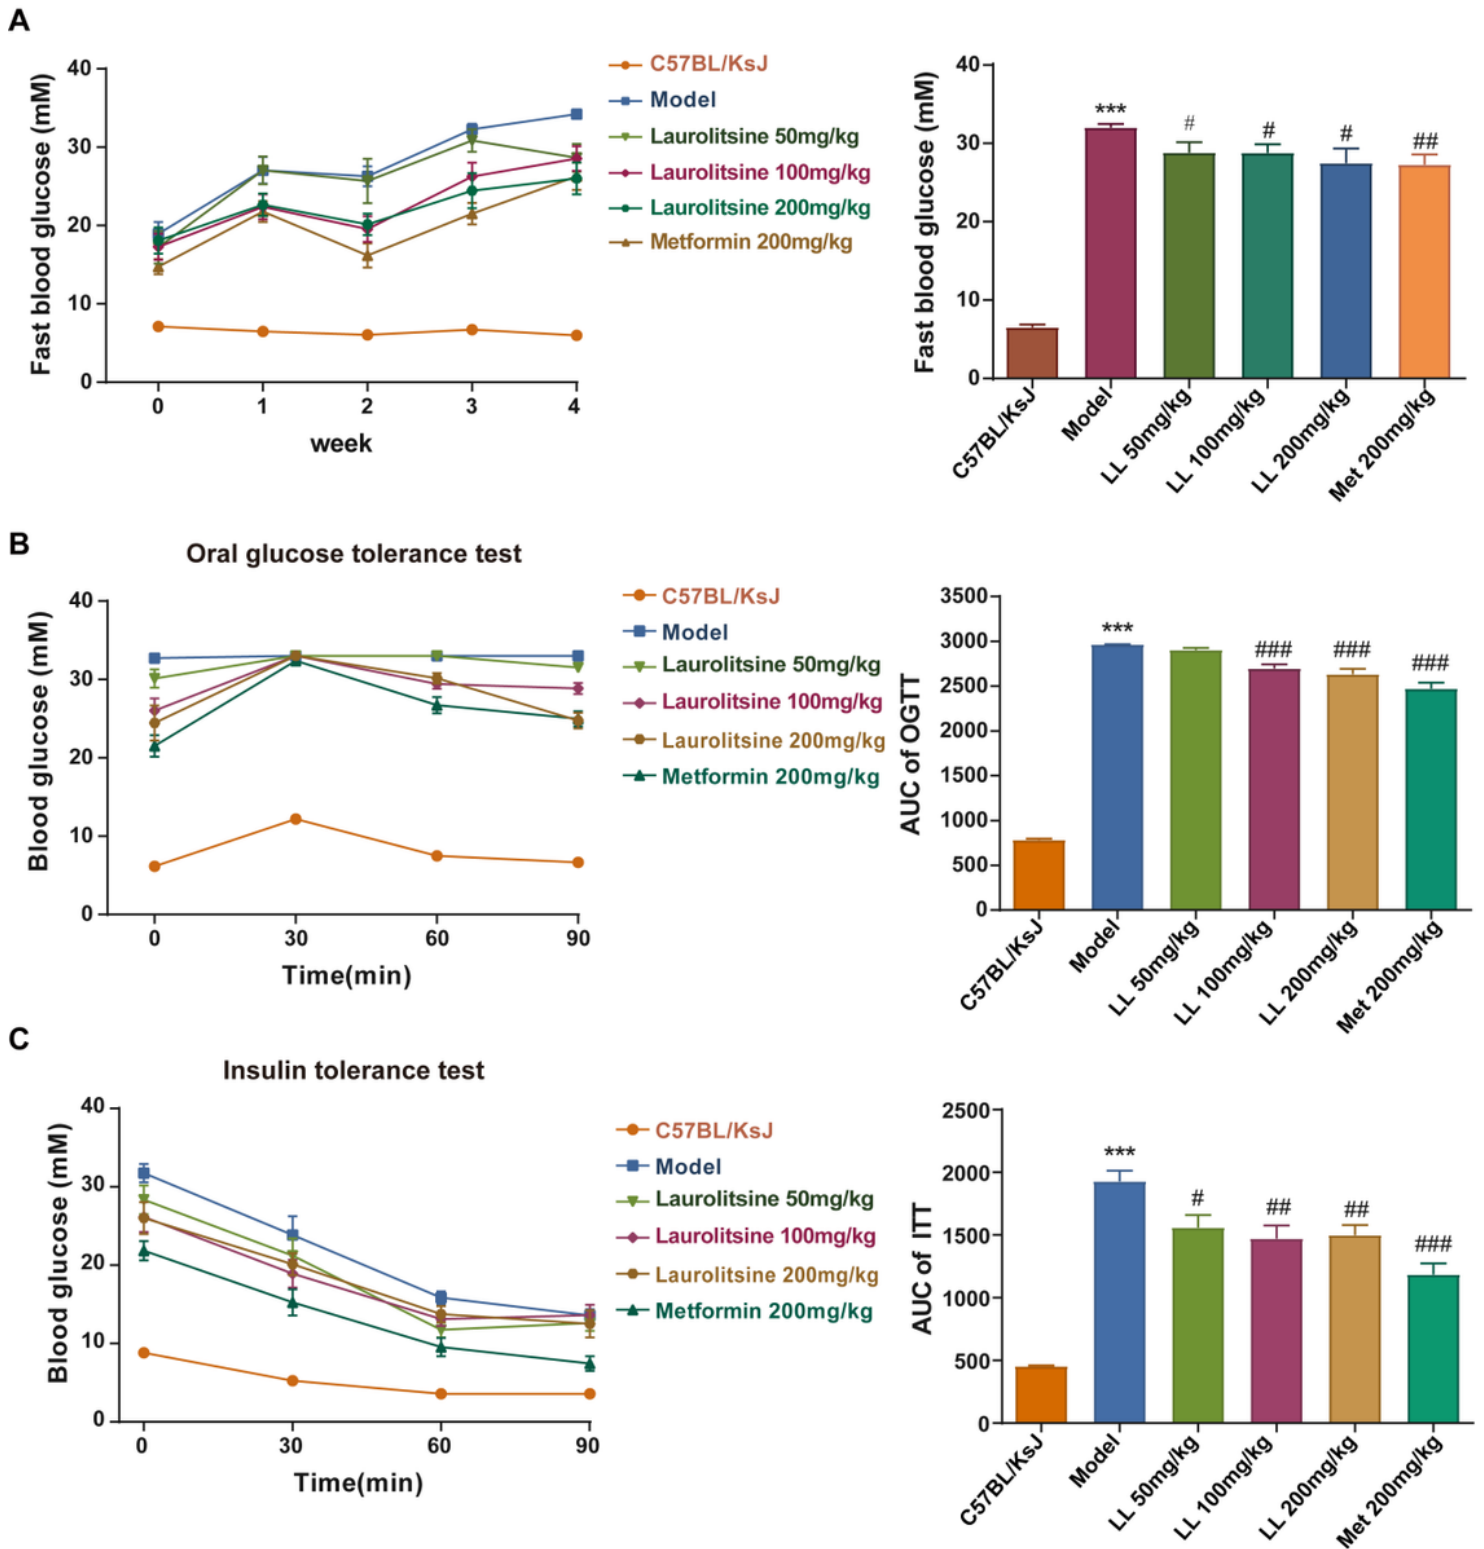 A
Fast blood glucose (mM)
40
30
20
10
0
0 1 2 3 4
week
C57BL/KsJ
Model
Laurolitsine 50mg/kg
Laurolitsine 100mg/kg
Laurolitsine 200mg/kg
Metformin 200mg/kg
Fast blood glucose (mM)
40
30
20
10
0
*** # # # ##
C57BL/KsJ
Model
LL 50mg/kg
LL 100mg/kg
LL 200mg/kg
Met 200mg/kg
B
Oral glucose tolerance test
Blood glucose (mM)
40
30
20
10
0
0 30 60 90
Time(min)
C57BL/KsJ
Model
Laurolitsine 50mg/kg
Laurolitsine 100mg/kg
Laurolitsine 200mg/kg
Metformin 200mg/kg
AUC of OGTT
3500
3000
2500
2000
1500
1000
500
0
*** ### ### ###
C57BL/KsJ
Model
LL 50mg/kg
LL 100mg/kg
LL 200mg/kg
Met 200mg/kg
C
Insulin tolerance test
Blood glucose (mM)
40
30
20
10
0
0 30 60 90
Time(min)
C57BL/KsJ
Model
Laurolitsine 50mg/kg
Laurolitsine 100mg/kg
Laurolitsine 200mg/kg
Metformin 200mg/kg
AUC of ITT
2500
2000
1500
1000
500
0
*** # ## ## ###
C57BL/KsJ
Model
LL 50mg/kg
LL 100mg/kg
LL 200mg/kg
Met 200mg/kg